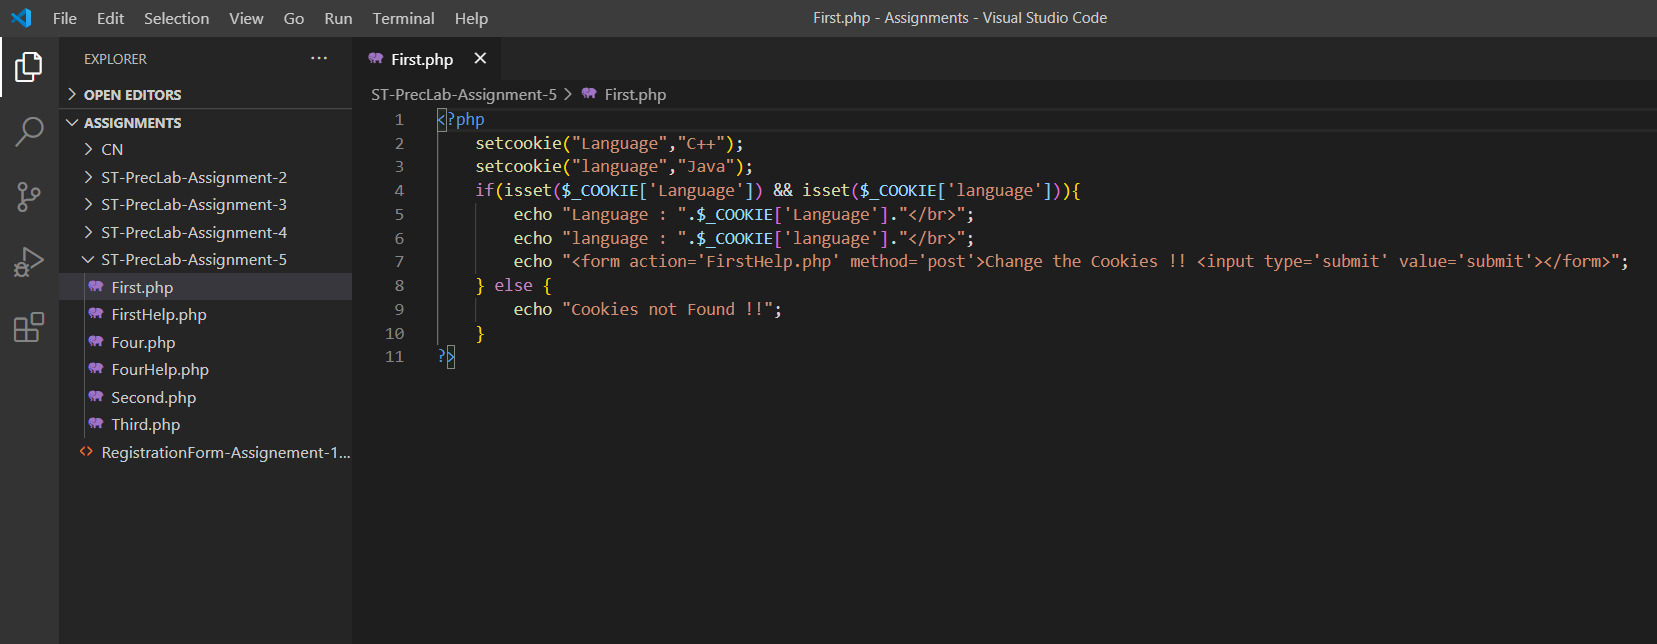 File Edit Selection View Go Run Terminal Help First.php - Assignments - Visual Studio Code
EXPLORER ···
OPEN EDITORS
ASSIGNMENTS
CN
ST-PrecLab-Assignment-2
ST-PrecLab-Assignment-3
ST-PrecLab-Assignment-4
ST-PrecLab-Assignment-5
First.php
FirstHelp.php
Four.php
FourHelp.php
Second.php
Third.php
RegistrationForm-Assignement-1...
First.php
ST-PrecLab-Assignment-5 > First.php
1 <?php
2 setcookie("Language","C++");
3 setcookie("language","Java");
4 if(isset($_COOKIE['Language']) && isset($_COOKIE['language'])){
5 echo "Language : ".$_COOKIE['Language']."</br>";
6 echo "language : ".$_COOKIE['language']."</br>";
7 echo "<form action='FirstHelp.php' method='post'>Change the Cookies !! <input type='submit' value='submit'></form>";
8 } else {
9 echo "Cookies not Found !!";
10 }
11 ?>